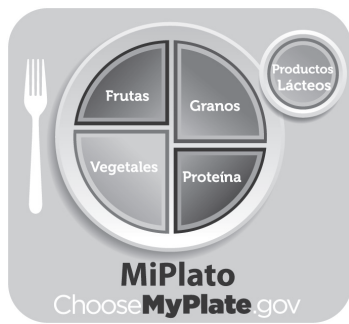 Frutas
Granos
Productos
Lácteos
Vegetales
Proteína
MiPlato
ChooseMyPlate.gov